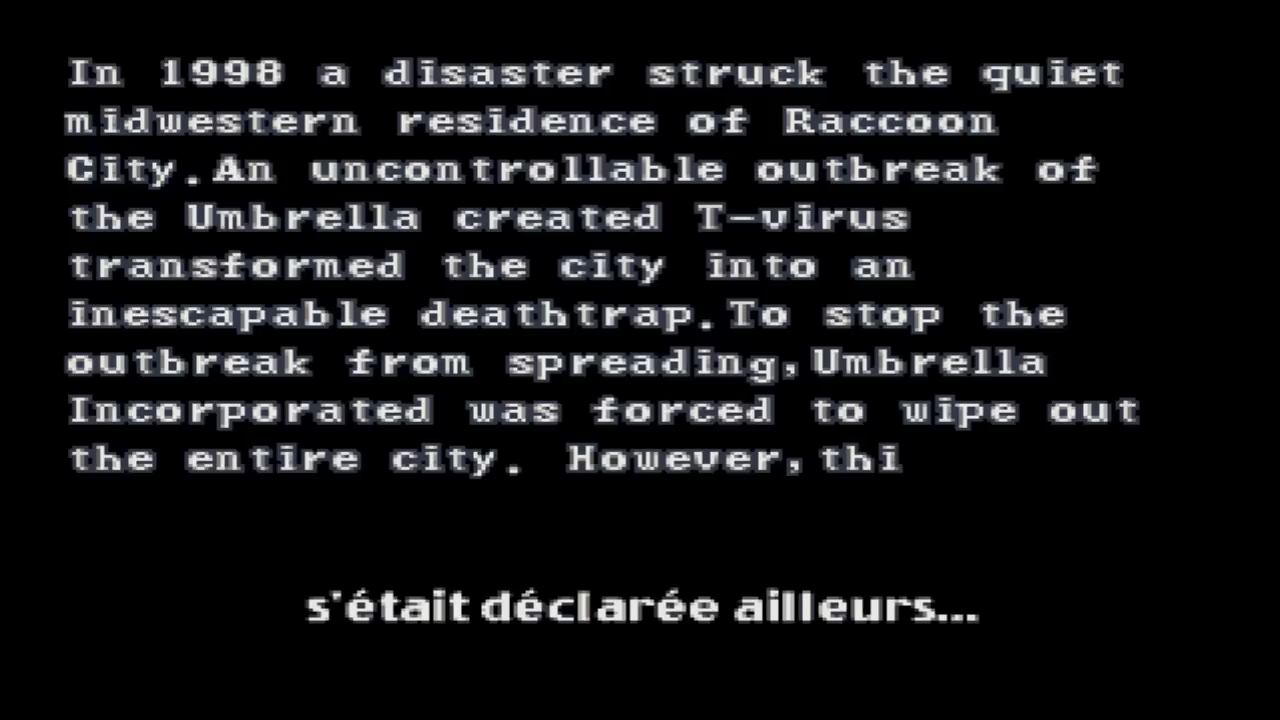 In 1998 a disaster struck the quiet
midwestern residence of Raccoon
City.An uncontrollable outbreak of
the Umbrella created T-virus
transformed the city into an
inescapable deathtrap.To stop the
outbreak from spreading,Umbrella
Incorporated was forced to wipe out
the entire city. However,thi
s'était déclarée ailleurs...